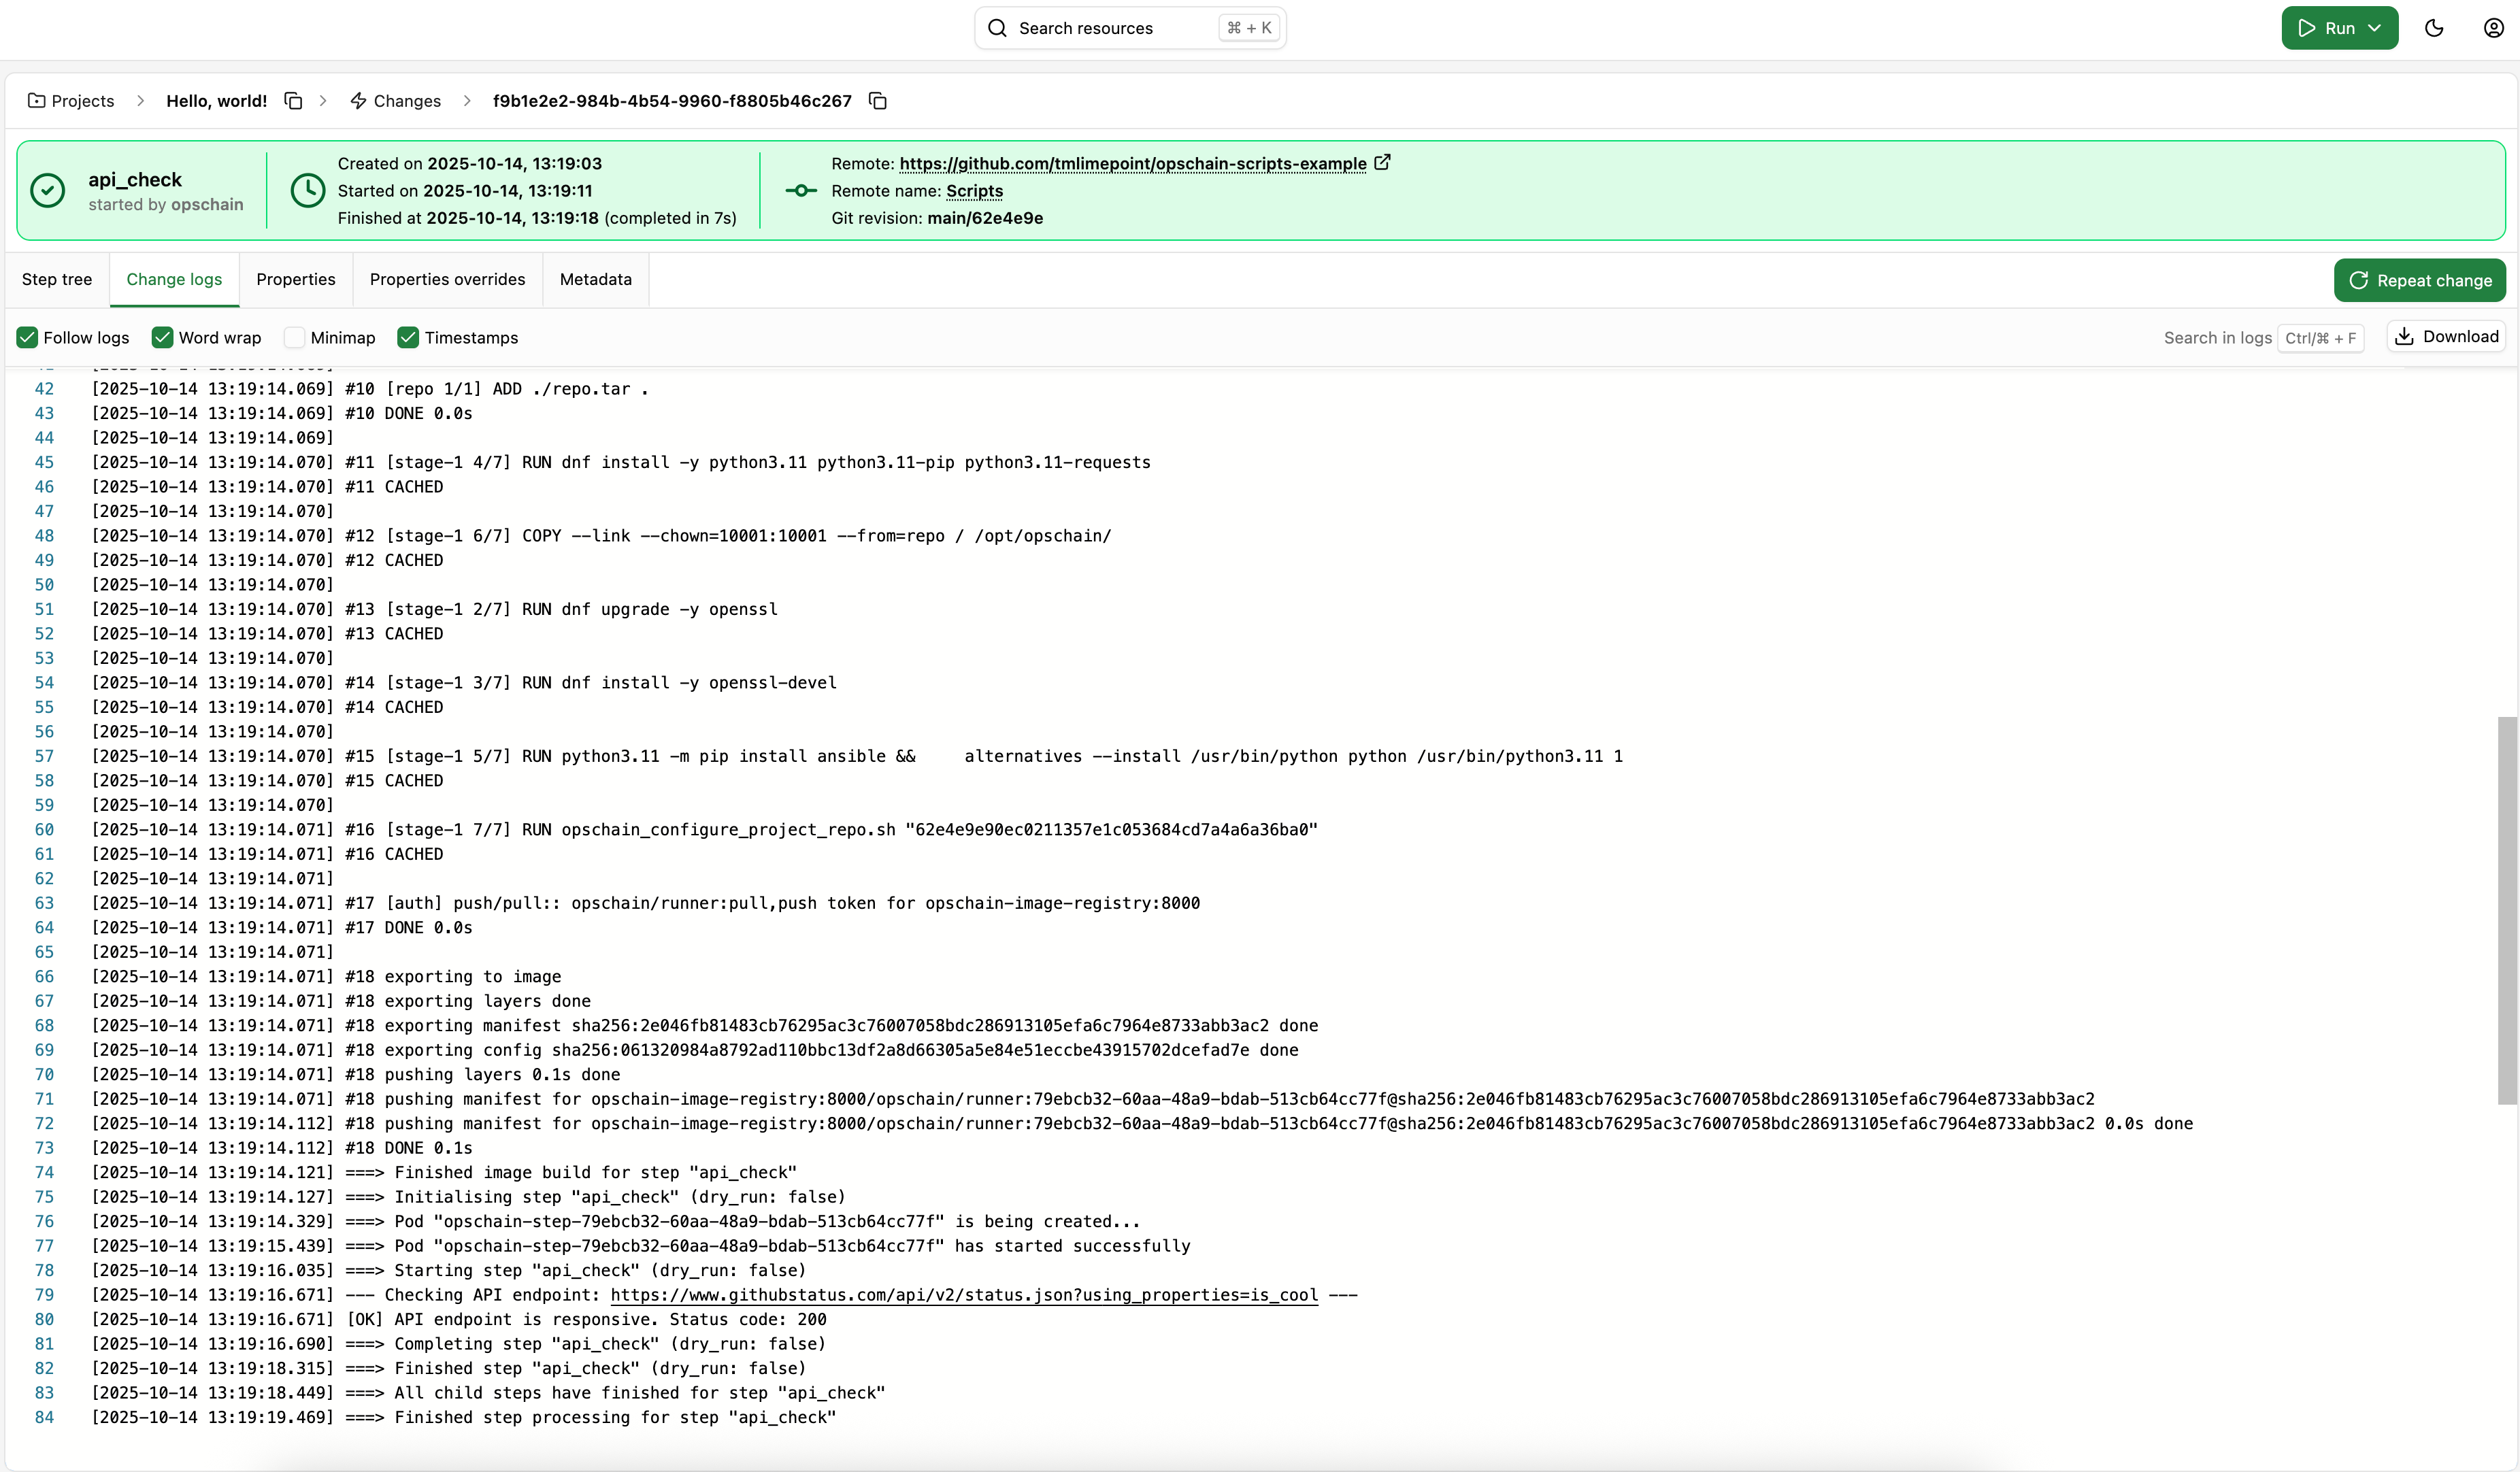 Search resources ⌘ + K
Run
Projects > Hello, world! > Changes > f9b1e2e2-984b-4b54-9960-f8805b46c267
api_check
started by opschain
Created on 2025-10-14, 13:19:03
Started on 2025-10-14, 13:19:11
Finished at 2025-10-14, 13:19:18 (completed in 7s)
Remote: https://github.com/tmlimepoint/opschain-scripts-example
Remote name: Scripts
Git revision: main/62e4e9e
Step tree Change logs Properties Properties overrides Metadata Repeat change
Follow logs Word wrap Minimap Timestamps Search in logs Ctrl/⌘ + F Download
42 [2025-10-14 13:19:14.069] #10 [repo 1/1] ADD ./repo.tar .
43 [2025-10-14 13:19:14.069] #10 DONE 0.0s
44 [2025-10-14 13:19:14.069]
45 [2025-10-14 13:19:14.070] #11 [stage-1 4/7] RUN dnf install -y python3.11 python3.11-pip python3.11-requests
46 [2025-10-14 13:19:14.070] #11 CACHED
47 [2025-10-14 13:19:14.070]
48 [2025-10-14 13:19:14.070] #12 [stage-1 6/7] COPY --link --chown=10001:10001 --from=repo / /opt/opschain/
49 [2025-10-14 13:19:14.070] #12 CACHED
50 [2025-10-14 13:19:14.070]
51 [2025-10-14 13:19:14.070] #13 [stage-1 2/7] RUN dnf upgrade -y openssl
52 [2025-10-14 13:19:14.070] #13 CACHED
53 [2025-10-14 13:19:14.070]
54 [2025-10-14 13:19:14.070] #14 [stage-1 3/7] RUN dnf install -y openssl-devel
55 [2025-10-14 13:19:14.070] #14 CACHED
56 [2025-10-14 13:19:14.070]
57 [2025-10-14 13:19:14.070] #15 [stage-1 5/7] RUN python3.11 -m pip install ansible &&     alternatives --install /usr/bin/python python /usr/bin/python3.11 1
58 [2025-10-14 13:19:14.070] #15 CACHED
59 [2025-10-14 13:19:14.070]
60 [2025-10-14 13:19:14.071] #16 [stage-1 7/7] RUN opschain_configure_project_repo.sh "62e4e9e90ec0211357e1c053684cd7a4a6a36ba0"
61 [2025-10-14 13:19:14.071] #16 CACHED
62 [2025-10-14 13:19:14.071]
63 [2025-10-14 13:19:14.071] #17 [auth] push/pull:: opschain/runner:pull,push token for opschain-image-registry:8000
64 [2025-10-14 13:19:14.071] #17 DONE 0.0s
65 [2025-10-14 13:19:14.071]
66 [2025-10-14 13:19:14.071] #18 exporting to image
67 [2025-10-14 13:19:14.071] #18 exporting layers done
68 [2025-10-14 13:19:14.071] #18 exporting manifest sha256:2e046fb81483cb76295ac3c76007058bdc286913105efa6c7964e8733abb3ac2 done
69 [2025-10-14 13:19:14.071] #18 exporting config sha256:061320984a8792ad110bbc13df2a8d66305a5e84e51eccbe43915702dcefad7e done
70 [2025-10-14 13:19:14.071] #18 pushing layers 0.1s done
71 [2025-10-14 13:19:14.071] #18 pushing manifest for opschain-image-registry:8000/opschain/runner:79ebcb32-60aa-48a9-bdab-513cb64cc77f@sha256:2e046fb81483cb76295ac3c76007058bdc286913105efa6c7964e8733abb3ac2
72 [2025-10-14 13:19:14.112] #18 pushing manifest for opschain-image-registry:8000/opschain/runner:79ebcb32-60aa-48a9-bdab-513cb64cc77f@sha256:2e046fb81483cb76295ac3c76007058bdc286913105efa6c7964e8733abb3ac2 0.0s done
73 [2025-10-14 13:19:14.112] #18 DONE 0.1s
74 [2025-10-14 13:19:14.121] ===> Finished image build for step "api_check"
75 [2025-10-14 13:19:14.127] ===> Initialising step "api_check" (dry_run: false)
76 [2025-10-14 13:19:14.329] ===> Pod "opschain-step-79ebcb32-60aa-48a9-bdab-513cb64cc77f" is being created...
77 [2025-10-14 13:19:15.439] ===> Pod "opschain-step-79ebcb32-60aa-48a9-bdab-513cb64cc77f" has started successfully
78 [2025-10-14 13:19:16.035] ===> Starting step "api_check" (dry_run: false)
79 [2025-10-14 13:19:16.671] --- Checking API endpoint: https://www.githubstatus.com/api/v2/status.json?using_properties=is_cool ---
80 [2025-10-14 13:19:16.671] [OK] API endpoint is responsive. Status code: 200
81 [2025-10-14 13:19:16.690] ===> Completing step "api_check" (dry_run: false)
82 [2025-10-14 13:19:18.315] ===> Finished step "api_check" (dry_run: false)
83 [2025-10-14 13:19:18.449] ===> All child steps have finished for step "api_check"
84 [2025-10-14 13:19:19.469] ===> Finished step processing for step "api_check"